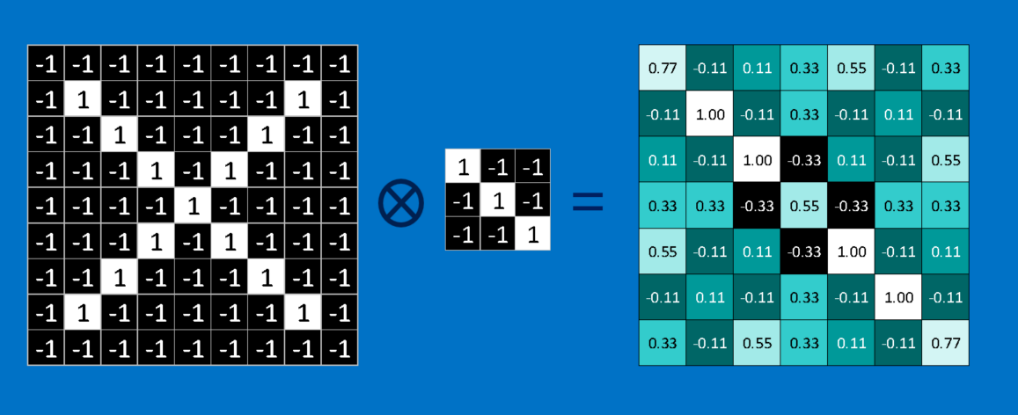 -1 -1 -1 -1 -1 -1 -1 -1 -1
-1 1 -1 -1 -1 -1 -1 1 -1
-1 -1 1 -1 -1 -1 1 -1 -1
-1 -1 -1 1 -1 1 -1 -1 -1
-1 -1 -1 -1 1 -1 -1 -1 -1
-1 -1 -1 1 -1 1 -1 -1 -1
-1 -1 1 -1 -1 -1 1 -1 -1
-1 1 -1 -1 -1 -1 -1 1 -1
-1 -1 -1 -1 -1 -1 -1 -1 -1
⊗
1 -1 -1
-1 1 -1
-1 -1 1
=
0.77 -0.11 0.11 0.33 0.55 -0.11 0.33
-0.11 1.00 -0.11 0.33 -0.11 0.11 -0.11
0.11 -0.11 1.00 -0.33 0.11 -0.11 0.55
0.33 0.33 -0.33 0.55 -0.33 0.33 0.33
0.55 -0.11 0.11 -0.33 1.00 -0.11 0.11
-0.11 0.11 -0.11 0.33 -0.11 1.00 -0.11
0.33 -0.11 0.55 0.33 0.11 -0.11 0.77